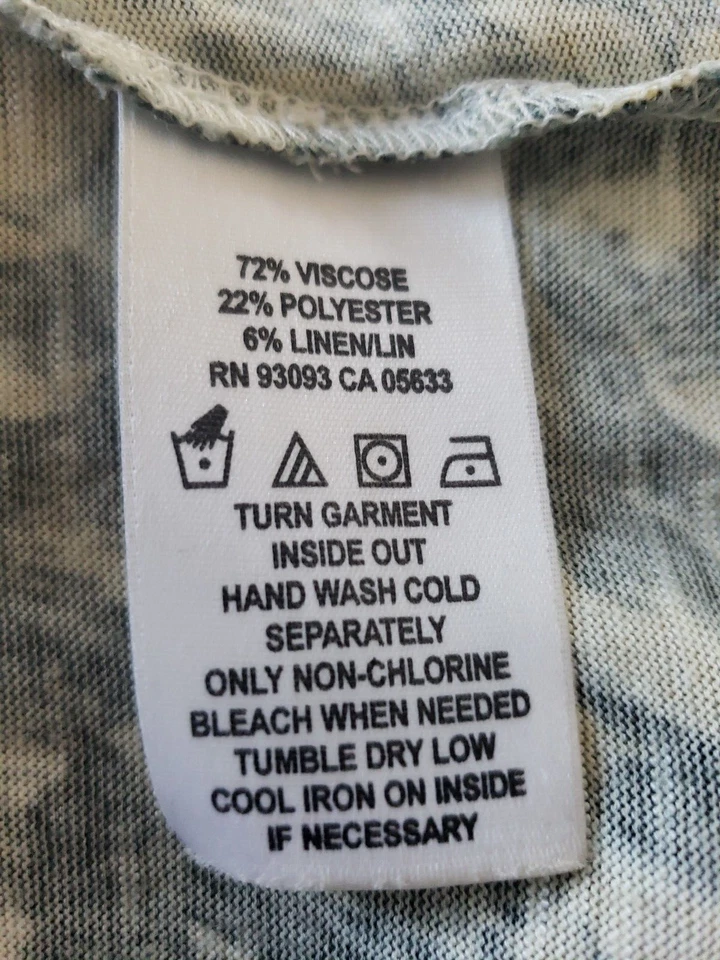 72% VISCOSE
22% POLYESTER
6% LINEN/LIN
RN 93093 CA 05633
TURN GARMENT
INSIDE OUT
HAND WASH COLD
SEPARATELY
ONLY NON-CHLORINE
BLEACH WHEN NEEDED
TUMBLE DRY LOW
COOL IRON ON INSIDE
IF NECESSARY